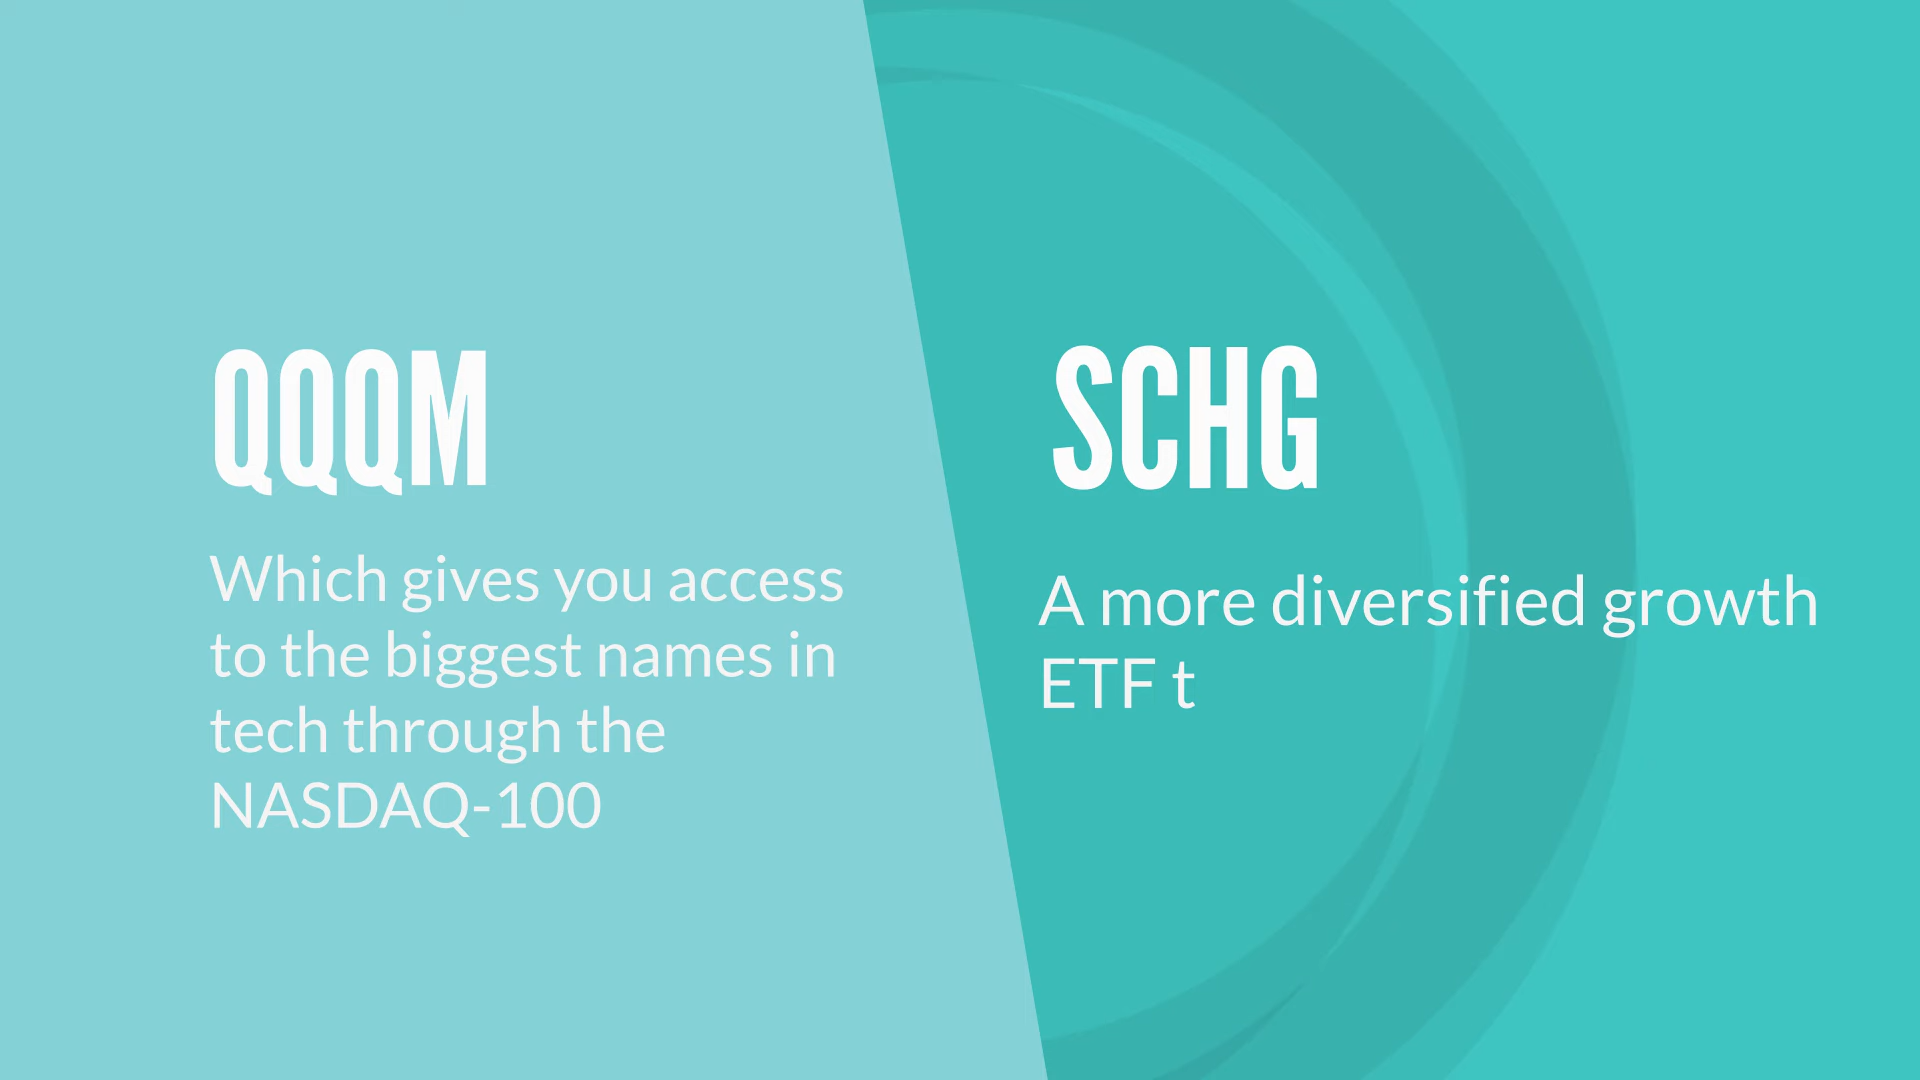 QQQM
Which gives you access
to the biggest names in
tech through the
NASDAQ-100
SCHG
A more diversified growth
ETF t